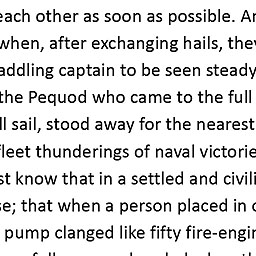 each other as soon as possible. A
when, after exchanging hails, they
addling captain to be seen steady
the Pequod who came to the full
ll sail, stood away for the nearest
fleet thunderings of naval victorie
st know that in a settled and civili
se; that when a person placed in
pump clanged like fifty fire-engin